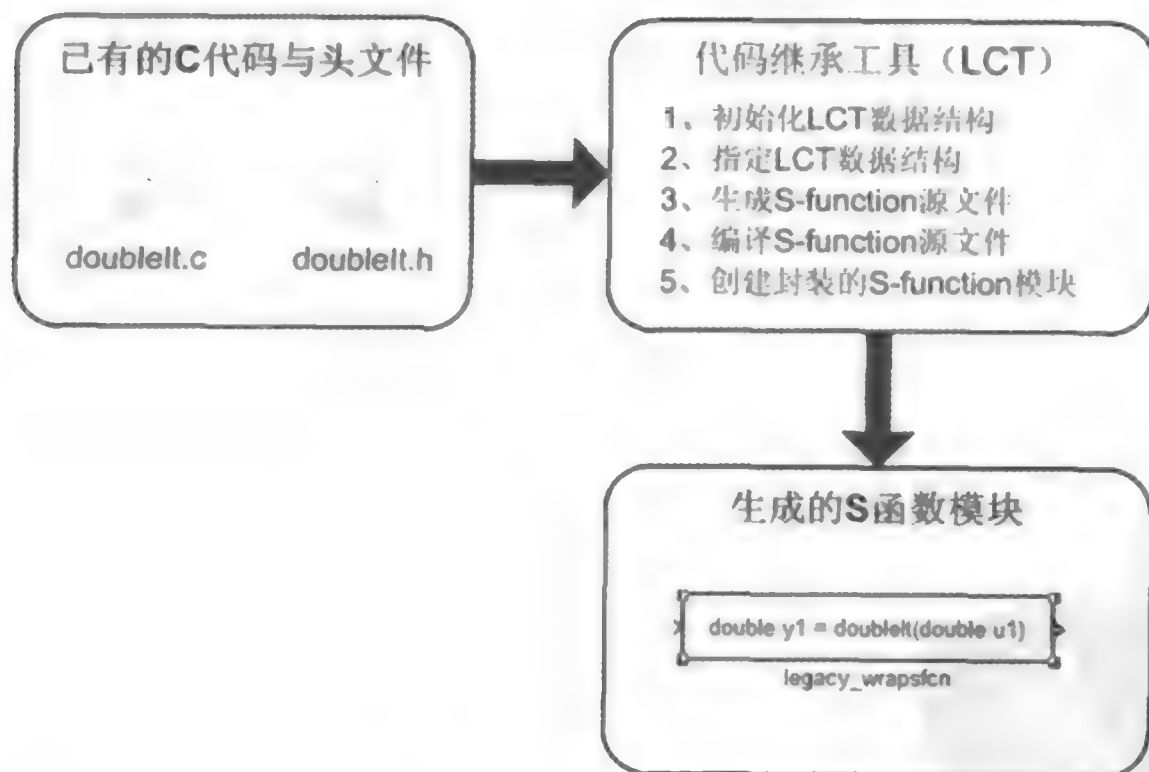 己有的C代码与头文件
doubleIt.c
doubleIt.h
代码继承工具（LCT）
1、初始化LCT数据结构
2、指定LCT数据结构
3、生成S-function源文件
4、编译S-function源文件
5、创建封装的S-function模块
生成的S函数模块
double y1 = doubleIt(double u1)
legacy_wrapsfcn